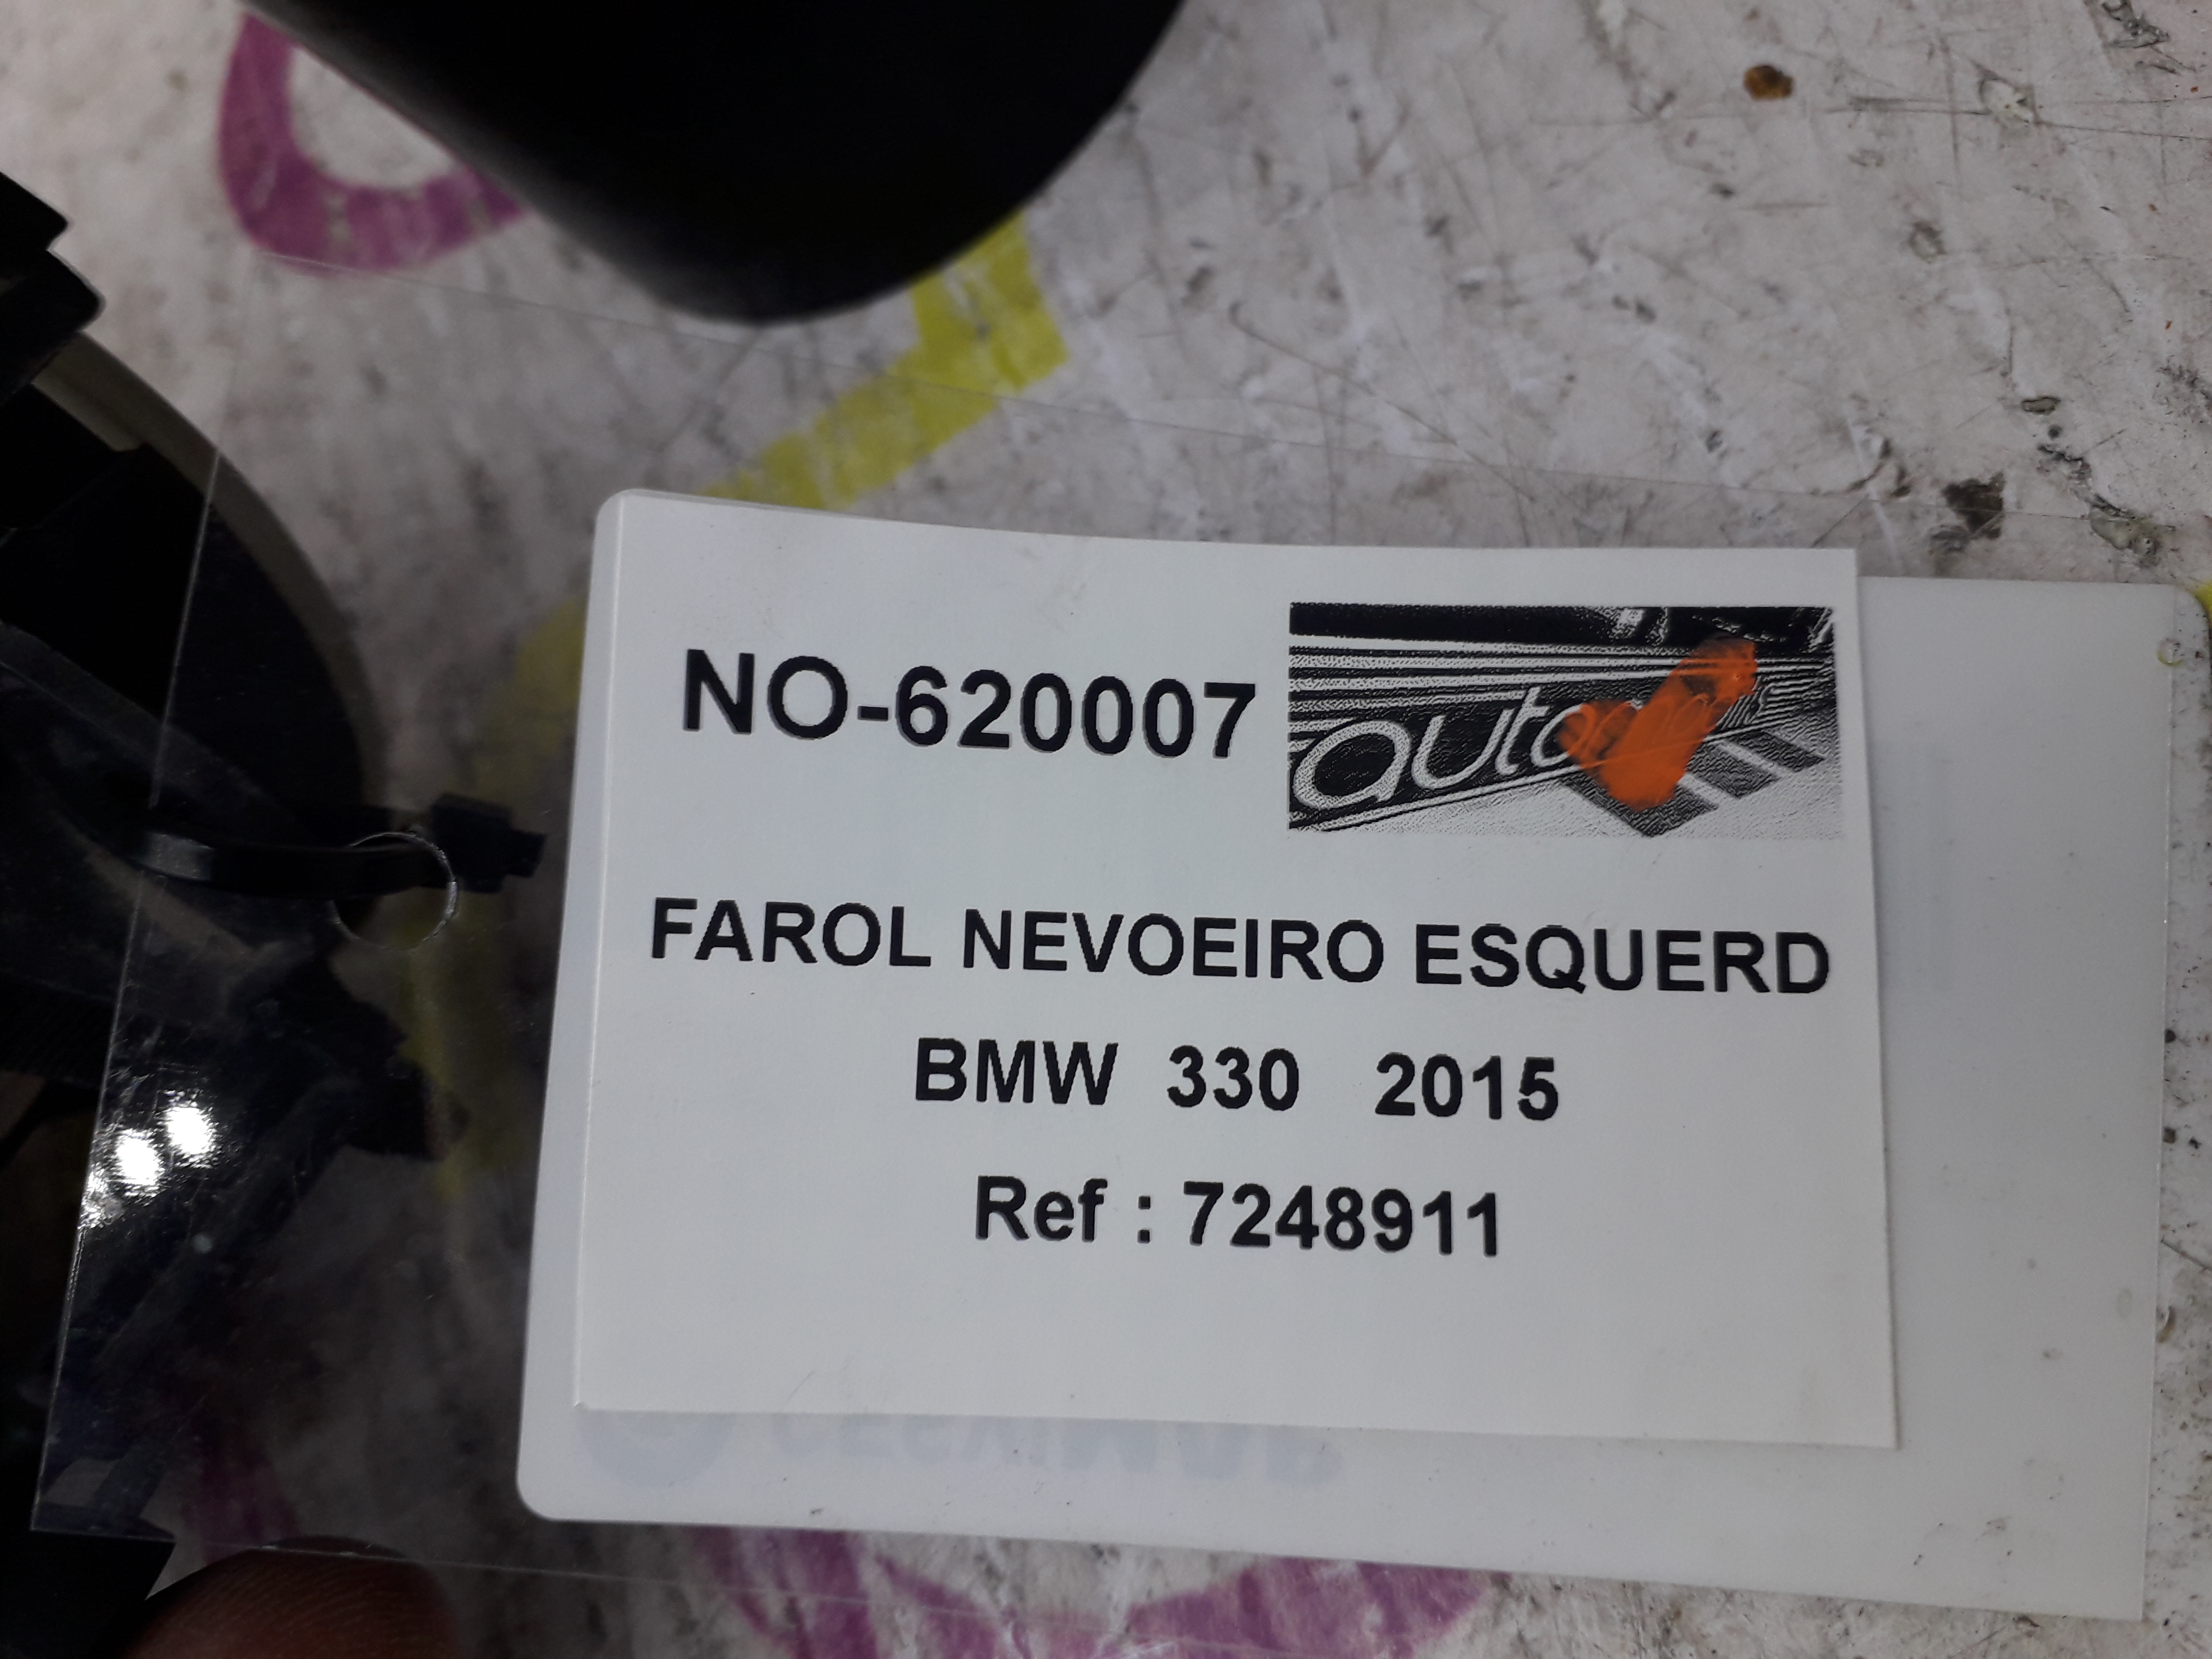 NO-620007
FAROL NEVOEIRO ESQUERD
BMW 330 2015
Ref : 7248911